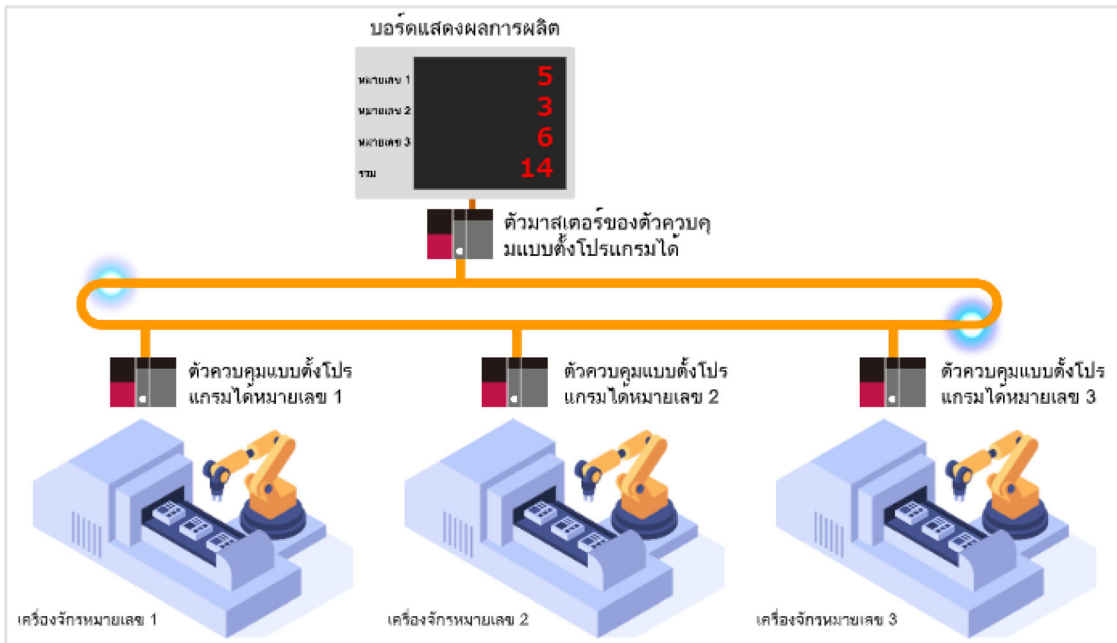 บอร์ดแสดงผลการผลิต
หมายเลข 1 5
หมายเลข 2 3
หมายเลข 3 6
รวม 14
ตัวมาสเตอร์ของตัวควบคุ
มแบบตั้งโปรแกรมได้
ตัวควบคุมแบบตั้งโปร
แกรมได้หมายเลข 1
ตัวควบคุมแบบตั้งโปร
แกรมได้หมายเลข 2
ตัวควบคุมแบบตั้งโปร
แกรมได้หมายเลข 3
เครื่องจักรหมายเลข 1
เครื่องจักรหมายเลข 2
เครื่องจักรหมายเลข 3